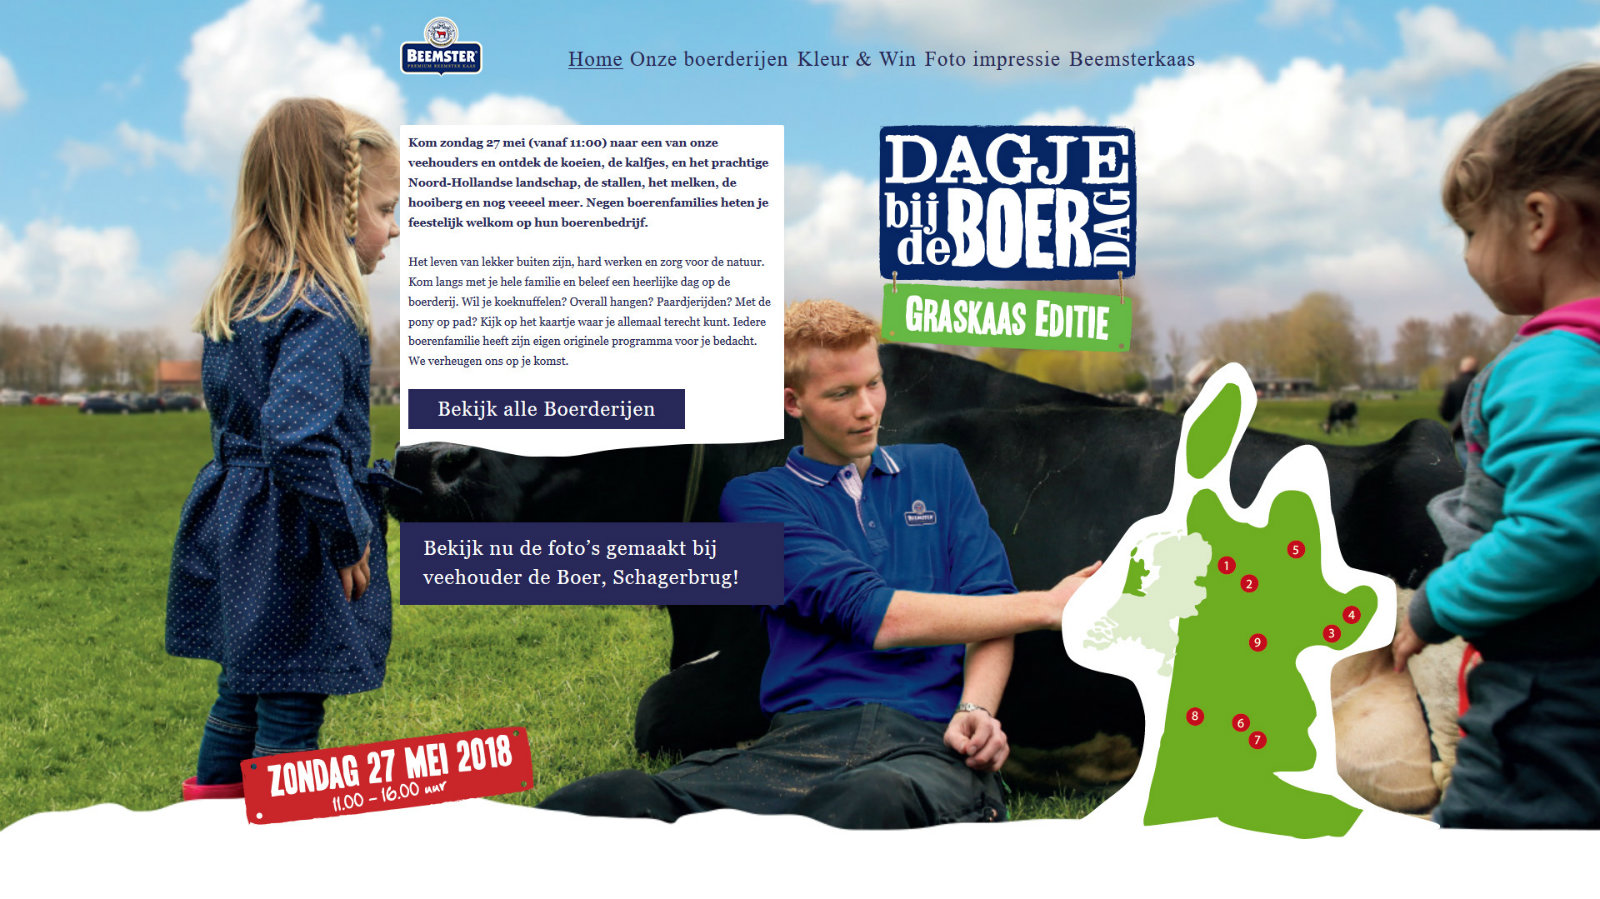 BEEMSTER
PREMIUM BEEMSTER KAAS
Home Onze boerderijen Kleur & Win Foto impressie Beemsterkaas
Kom zondag 27 mei (vanaf 11:00) naar een van onze
veehouders en ontdek de koeien, de kalfjes, en het prachtige
Noord-Hollandse landschap, de stallen, het melken, de
hooiberg en nog veeeel meer. Negen boerenfamilies heten je
feestelijk welkom op hun boerenbedrijf.
Het leven van lekker buiten zijn, hard werken en zorg voor de natuur.
Kom langs met je hele familie en beleef een heerlijke dag op de
boerderij. Wil je koeknuffelen? Overall hangen? Paardjerijden? Met de
pony op pad? Kijk op het kaartje waar je allemaal terecht kunt. Iedere
boerenfamilie heeft zijn eigen originele programma voor je bedacht.
We verheugen ons op je komst.
Bekijk alle Boerderijen
Bekijk nu de foto's gemaakt bij
veehouder de Boer, Schagerbrug!
DAGJE
bij de BOER DAG
GRASKAAS EDITIE
BEEMSTER
5
1
2
4
3
9
8
6
7
ZONDAG 27 MEI 2018
11.00 - 16.00 uur